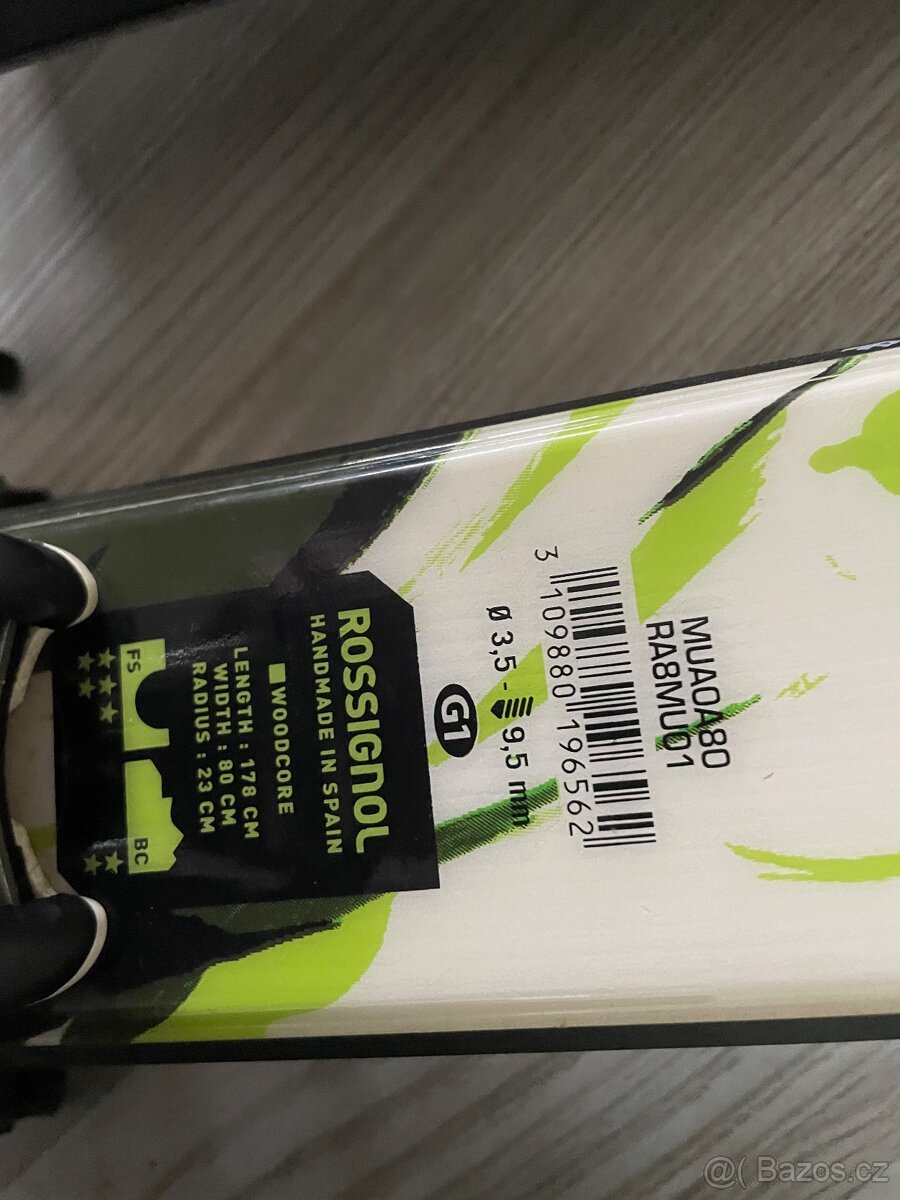 MUA0A80
RA8MU01
3 109880 196562
Ø 3,5 - 9,5 mm
G1
ROSSIGNOL
HANDMADE IN SPAIN
WOODCORE
LENGTH : 178 CM
WIDTH : 80 CM
RADIUS : 23 CM
FS
BC
@( Bazos.cz